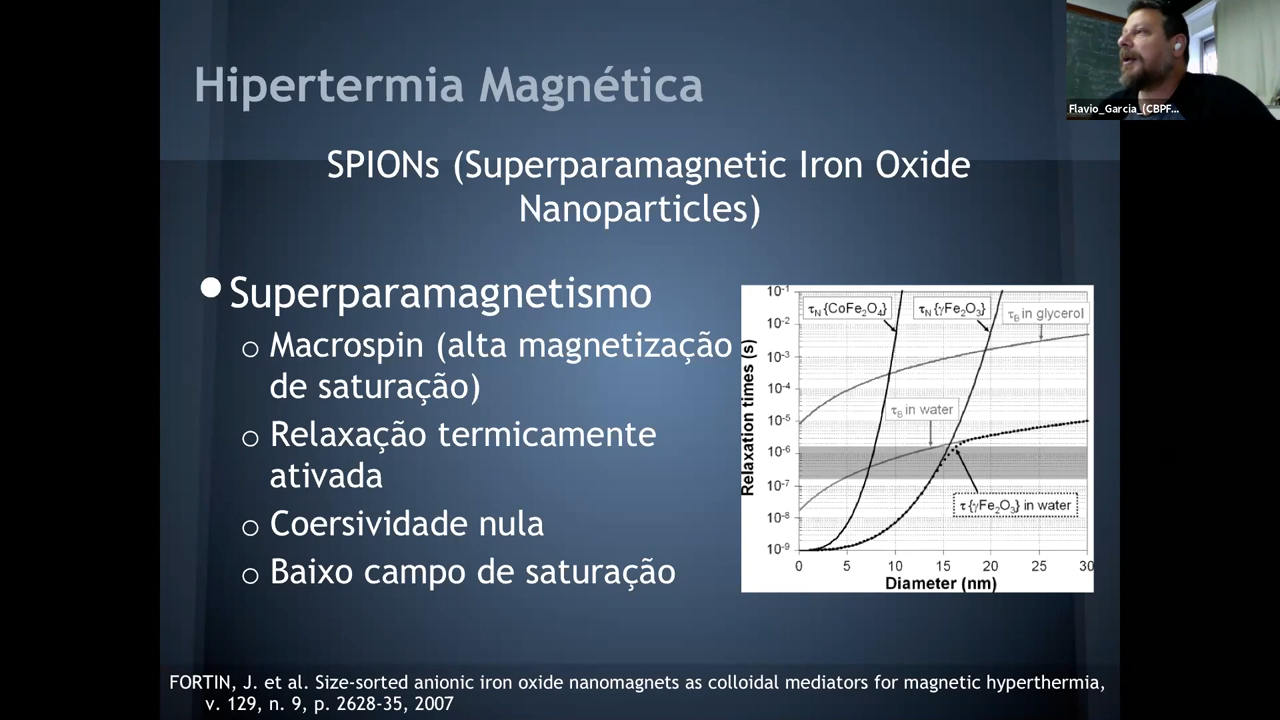 Hipertermia Magnética
Flavio_Garcia_(CBPF...
SPIONs (Superparamagnetic Iron Oxide
Nanoparticles)
•Superparamagnetismo
o Macrospin (alta magnetização
de saturação)
o Relaxação termicamente
ativada
o Coersividade nula
o Baixo campo de saturação
Relaxation times (s)
10⁻¹
10⁻²
10⁻³
10⁻⁴
10⁻⁵
10⁻⁶
10⁻⁷
10⁻⁸
10⁻⁹
τN{CoFe₂O₄}
τN{γFe₂O₃}
τB in glycerol
τB in water
τ{γFe₂O₃} in water
0 5 10 15 20 25 30
Diameter (nm)
FORTIN, J. et al. Size-sorted anionic iron oxide nanomagnets as colloidal mediators for magnetic hyperthermia,
v. 129, n. 9, p. 2628-35, 2007